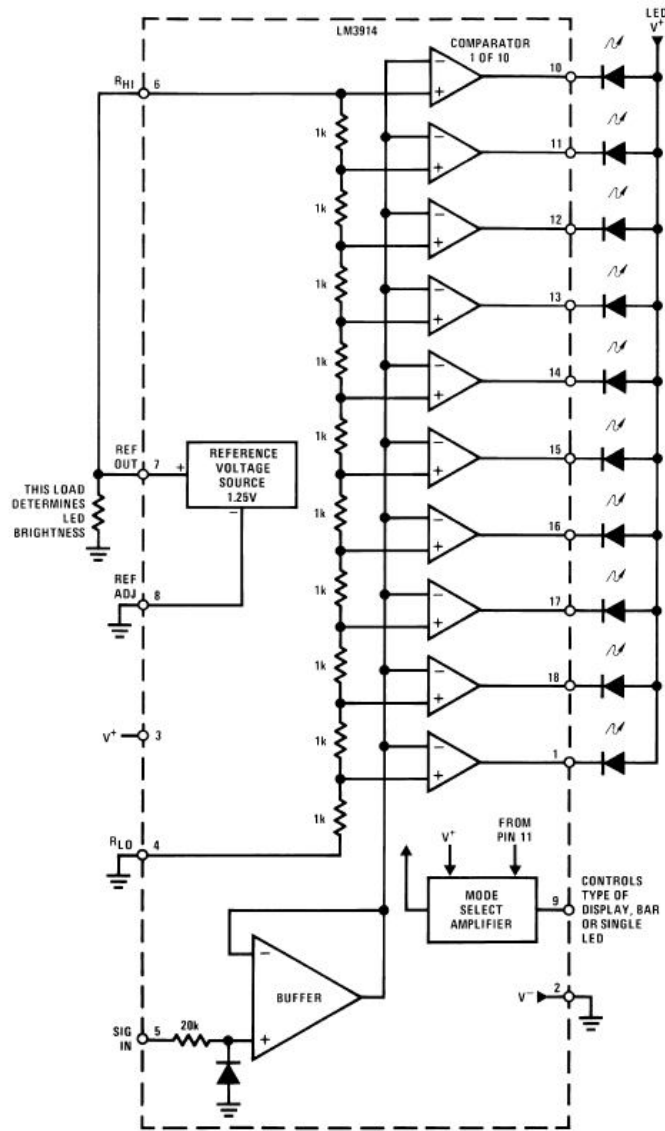 LM3914
LED
V+
COMPARATOR
1 OF 10
RHI
6
10
−
+
1k
11
−
+
1k
12
−
+
1k
13
−
+
1k
14
−
+
1k
15
−
+
REF
OUT
7
+
REFERENCE
VOLTAGE
SOURCE
1.25V
−
THIS LOAD
DETERMINES
LED
BRIGHTNESS
1k
16
−
+
REF
ADJ
8
1k
17
−
+
1k
18
−
+
V+
3
1k
1
−
+
1k
RLO
4
V+
FROM
PIN 11
MODE
SELECT
AMPLIFIER
9
CONTROLS
TYPE OF
DISPLAY, BAR
OR SINGLE
LED
−
BUFFER
+
V−
2
SIG
IN
5
20k